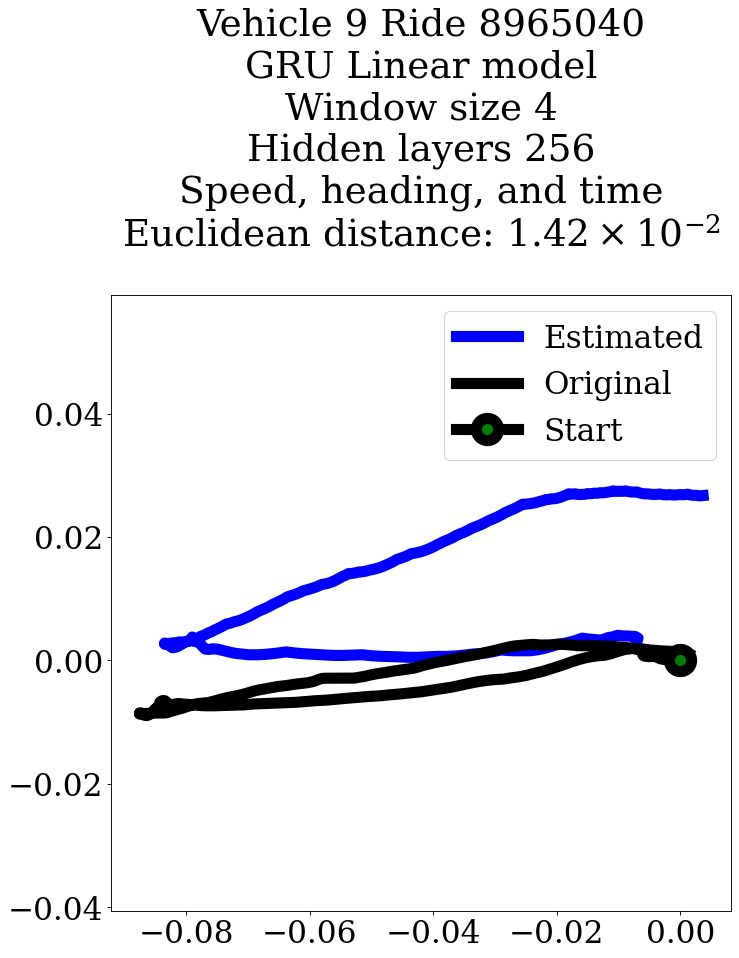 Vehicle 9 Ride 8965040
GRU Linear model
Window size 4
Hidden layers 256
Speed, heading, and time
Euclidean distance: 1.42 × 10⁻²
Estimated
Original
Start
0.04
0.02
0.00
−0.02
−0.04
−0.08
−0.06
−0.04
−0.02
0.00